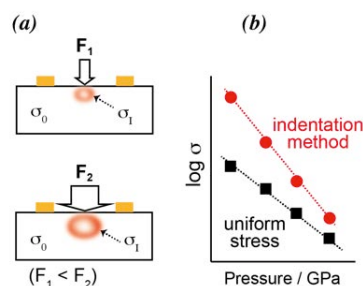 (a)
F₁
σ₀
σI
F₂
σ₀
σI
(F₁ < F₂)
(b)
log σ
indentation
method
uniform
stress
Pressure / GPa